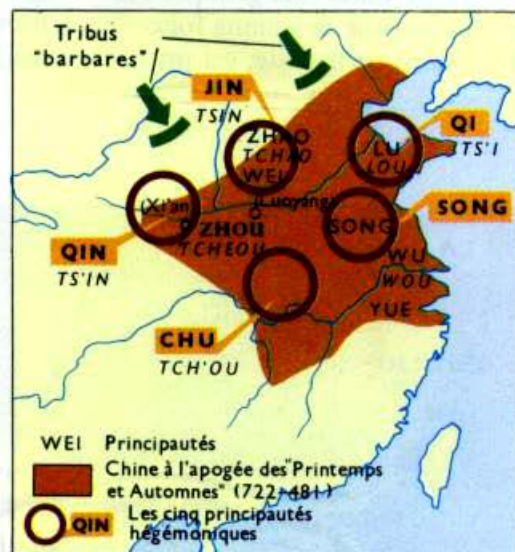 Tribus
"barbares"
JIN
TSIN
ZHAO
TCHAO
WEI
QI
TS'I
LU
LOU
(Xi'an)
(Luoyang)
ZHOU
TCHEOU
SONG
SONG
QIN
TS'IN
WU
WOU
YUE
CHU
TCH'OU
WEI Principautés
Chine à l'apogée des "Printemps
et Automnes" (722-481)
QIN Les cinq principautés
hégémoniques